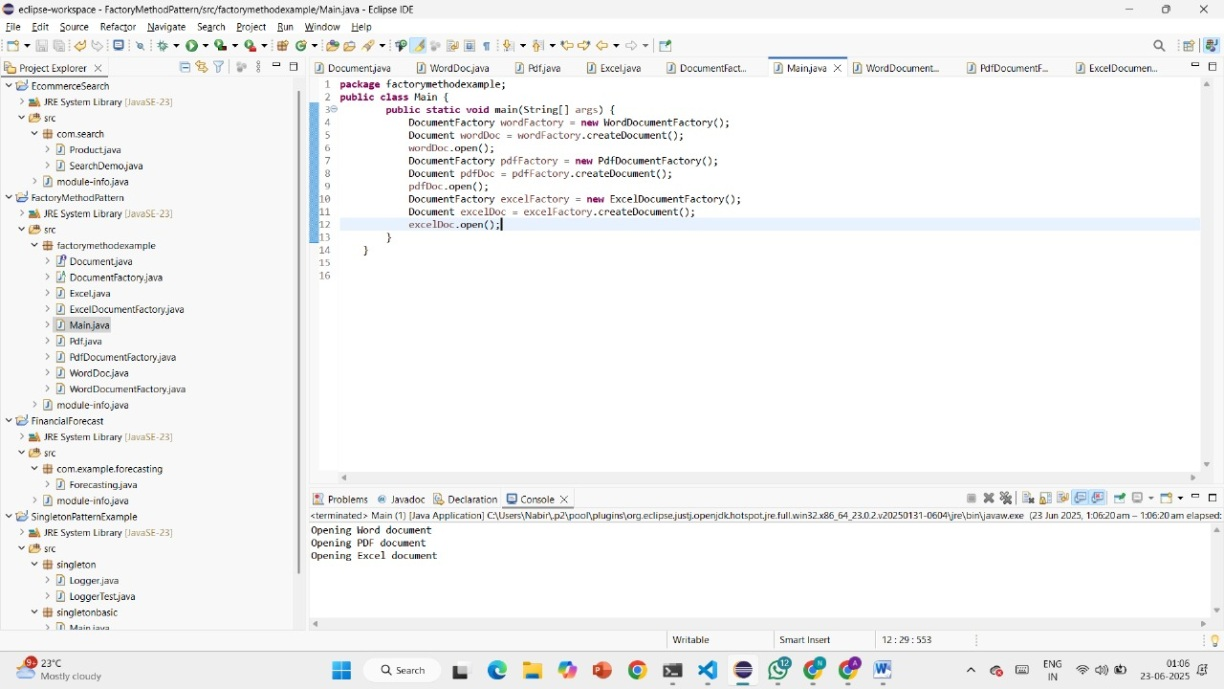 eclipse-workspace - FactoryMethodPattern/src/factorymethodexample/Main.java - Eclipse IDE
File Edit Source Refactor Navigate Search Project Run Window Help
Project Explorer
EcommerceSearch
JRE System Library [JavaSE-23]
src
com.search
Product.java
SearchDemo.java
module-info.java
FactoryMethodPattern
JRE System Library [JavaSE-23]
src
factorymethodexample
Document.java
DocumentFactory.java
Excel.java
ExcelDocumentFactory.java
Main.java
Pdf.java
PdfDocumentFactory.java
WordDoc.java
WordDocumentFactory.java
module-info.java
FinancialForecast
JRE System Library [JavaSE-23]
src
com.example.forecasting
Forecasting.java
module-info.java
SingletonPatternExample
JRE System Library [JavaSE-23]
src
singleton
Logger.java
LoggerTest.java
singletonbasic
Main.java
Document.java WordDoc.java Pdf.java Excel.java DocumentFact... Main.java WordDocument... PdfDocumentF... ExcelDocumen...
1 package factorymethodexample;
2 public class Main {
3 public static void main(String[] args) {
4 DocumentFactory wordFactory = new WordDocumentFactory();
5 Document wordDoc = wordFactory.createDocument();
6 wordDoc.open();
7 DocumentFactory pdfFactory = new PdfDocumentFactory();
8 Document pdfDoc = pdfFactory.createDocument();
9 pdfDoc.open();
10 DocumentFactory excelFactory = new ExcelDocumentFactory();
11 Document excelDoc = excelFactory.createDocument();
12 excelDoc.open();
13 }
14 }
15
16
Problems Javadoc Declaration Console
<terminated> Main (1) [Java Application] C:\Users\Nabir\.p2\pool\plugins\org.eclipse.justj.openjdk.hotspot.jre.full.win32.x86_64_23.0.2.v20250131-0604\jre\bin\javaw.exe (23 Jun 2025, 1:06:20 am – 1:06:20 am elapsed:
Opening Word document
Opening PDF document
Opening Excel document
Writable Smart Insert 12 : 29 : 553
9+ 23°C
Mostly cloudy
Search
12
N
A
ENG
IN
01:06
23-06-2025